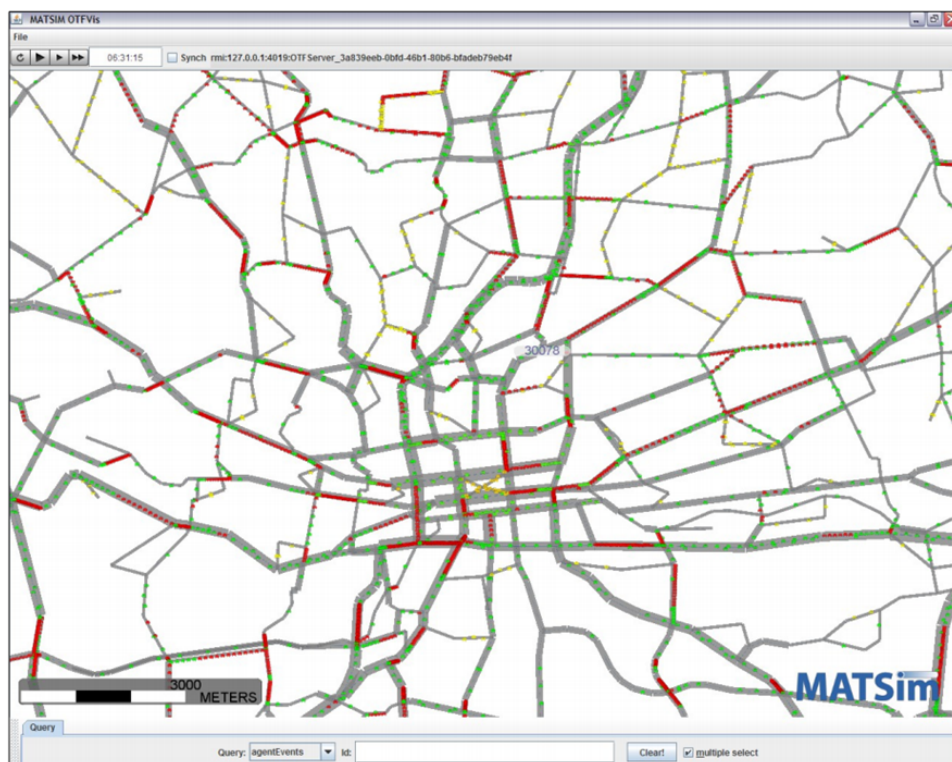 MATSIM OTFVis
File
06:31:15 Synch rmi:127.0.0.1:4019:OTFServer_3a839eeb-0bfd-46b1-80b6-bfadeb79eb4f
30078
3000
METERS
MATSim
Query
Query: agentEvents Id: Clear! multiple select